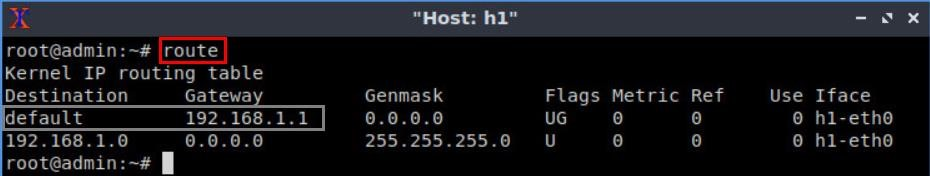 "Host: h1"
root@admin:~# route
Kernel IP routing table
Destination Gateway Genmask Flags Metric Ref Use Iface
default 192.168.1.1 0.0.0.0 UG 0 0 0 h1-eth0
192.168.1.0 0.0.0.0 255.255.255.0 U 0 0 0 h1-eth0
root@admin:~#